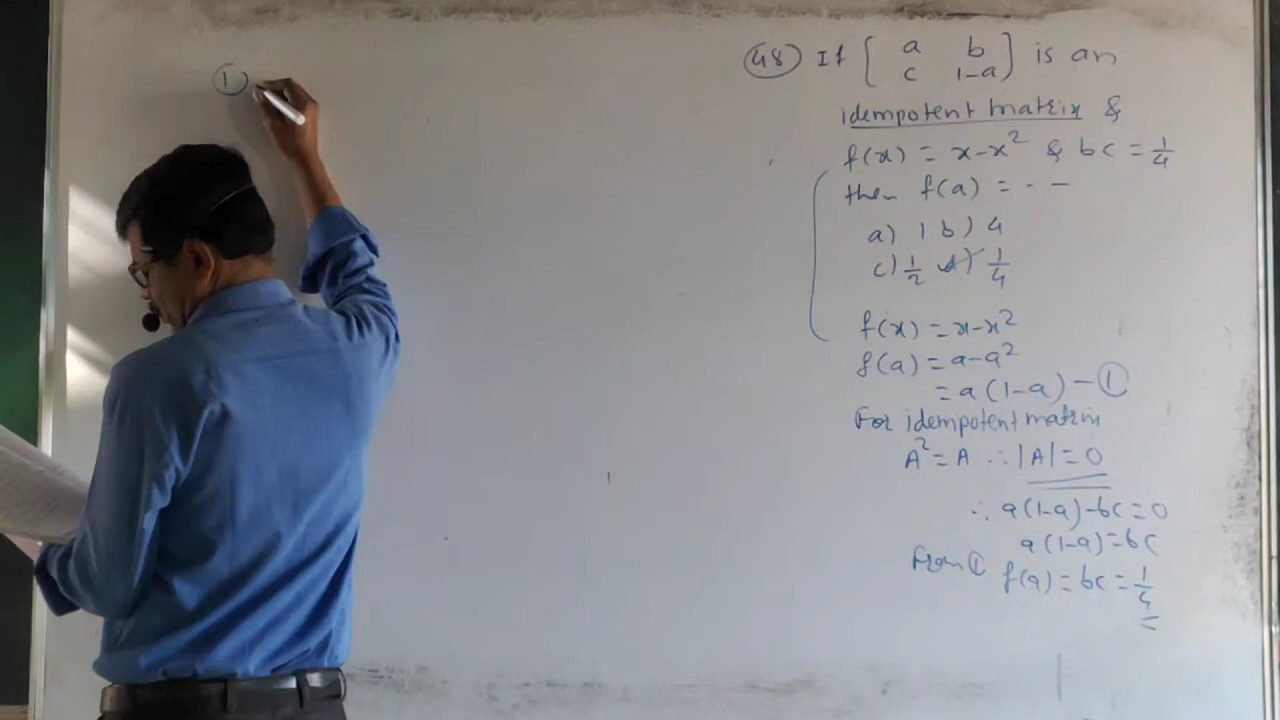 ①
48) If [ a b
c 1-a ] is an
idempotent matrix &
f(x) = x-x² & bc = 1/4
then f(a) = - -
a) 1 b) 4
c) 1/2 d) 1/4
f(x) = x-x²
f(a) = a-a²
= a(1-a) - ①
For idempotent matrix
A² = A ∴ |A| = 0
∴ a(1-a)-bc=0
a(1-a)=bc
From ① f(a) = bc = 1/4